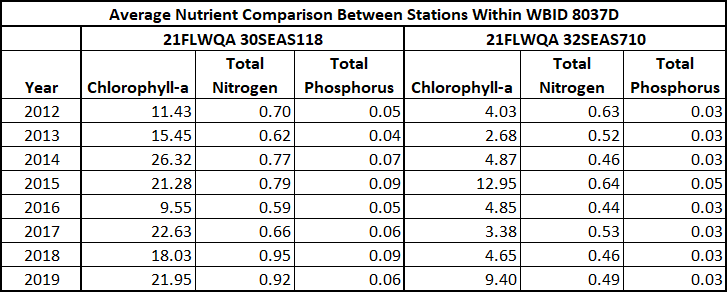 Average Nutrient Comparison Between Stations Within WBID 8037D
21FLWQA 30SEAS118 21FLWQA 32SEAS710
Year Chlorophyll-a Total Nitrogen Total Phosphorus Chlorophyll-a Total Nitrogen Total Phosphorus
2012 11.43 0.70 0.05 4.03 0.63 0.03
2013 15.45 0.62 0.04 2.68 0.52 0.03
2014 26.32 0.77 0.07 4.87 0.46 0.03
2015 21.28 0.79 0.09 12.95 0.64 0.05
2016 9.55 0.59 0.05 4.85 0.44 0.03
2017 22.63 0.66 0.06 3.38 0.53 0.03
2018 18.03 0.95 0.09 4.65 0.46 0.03
2019 21.95 0.92 0.06 9.40 0.49 0.03